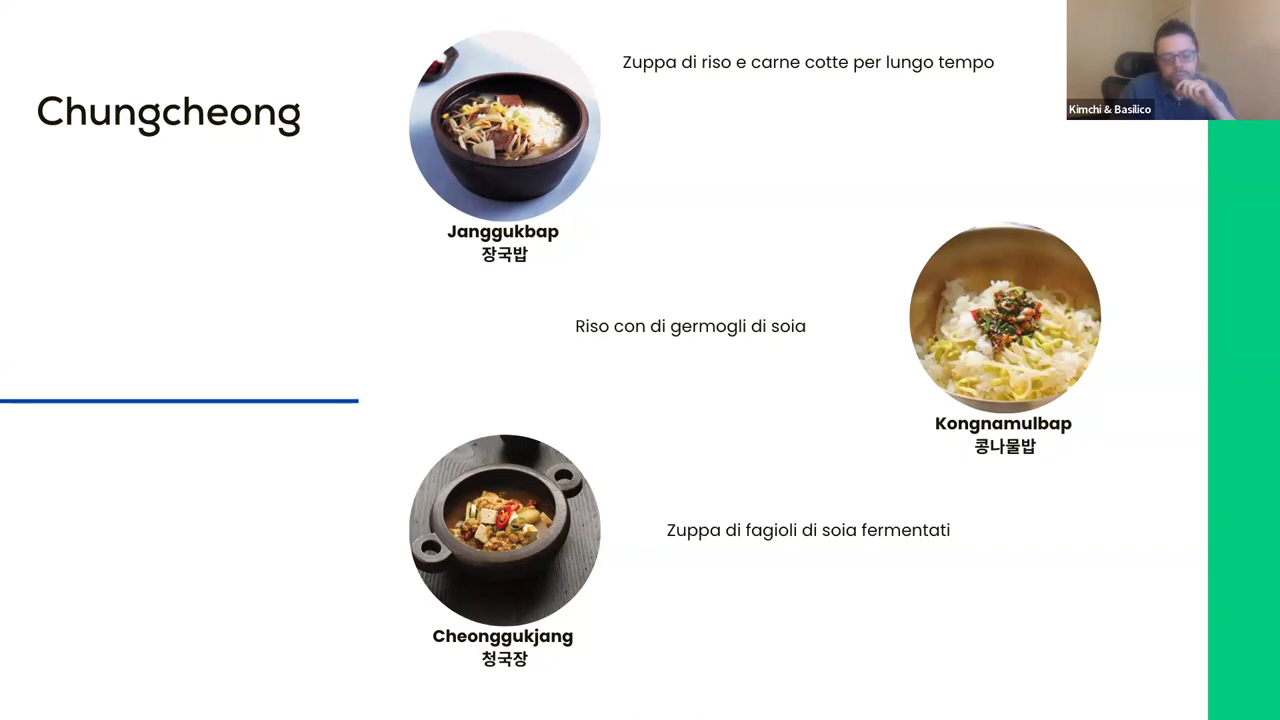 Chungcheong
Zuppa di riso e carne cotte per lungo tempo
Kimchi & Basilico
Janggukbap
장국밥
Riso con di germogli di soia
Kongnamulbap
콩나물밥
Zuppa di fagioli di soia fermentati
Cheonggukjang
청국장